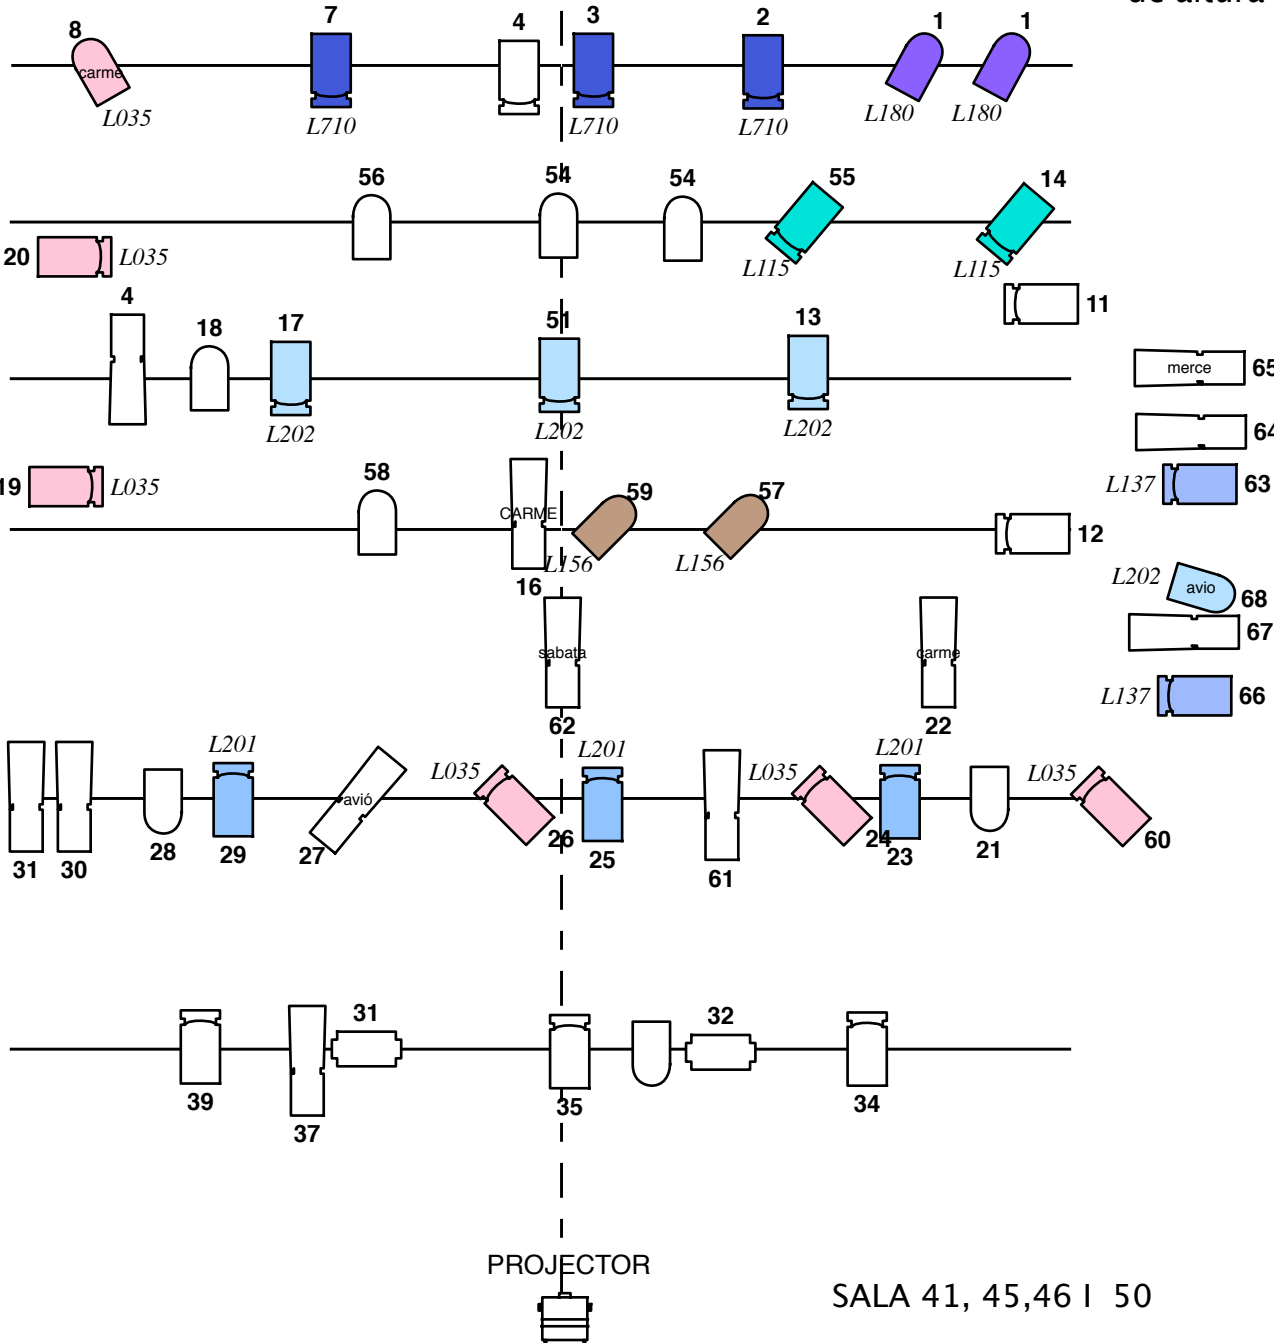 de altura
8 7 4 3 2 1 1
carme
L035 L710 L710 L710 L180 L180
56 54 54 55 14
20 L035 L115 L115
4 18 17 51 13 11
merce 65
L202 L202 L202
64
19 L035 58 59 57 L137 63
CARME
16 L156 L156 12
L202 avio 68
67
sabata carme
62 22 L137 66
L201 L035 L201 L035 L201 L035
avió
31 30 28 29 27 26 25 61 24 23 21 60
31 32
39 37 35 34
PROJECTOR
SALA 41, 45,46 I 50